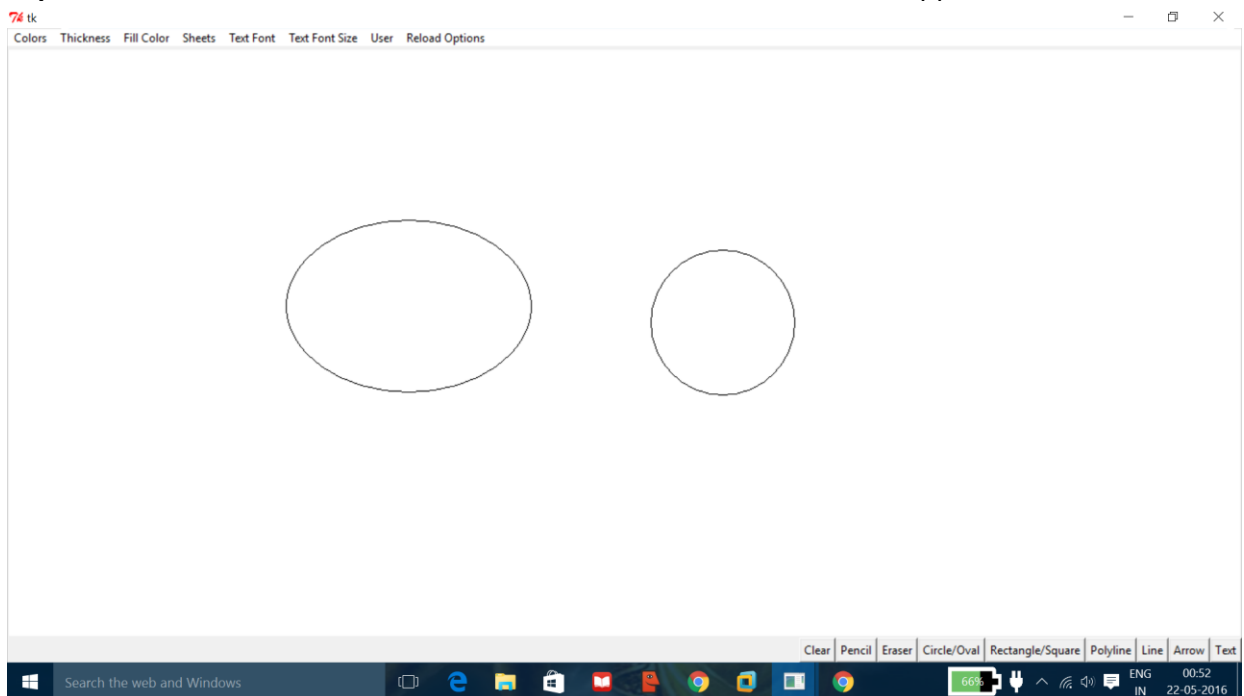 tk
Colors Thickness Fill Color Sheets Text Font Text Font Size User Reload Options
Clear Pencil Eraser Circle/Oval Rectangle/Square Polyline Line Arrow Text
Search the web and Windows 66% ENG 00:52
IN 22-05-2016